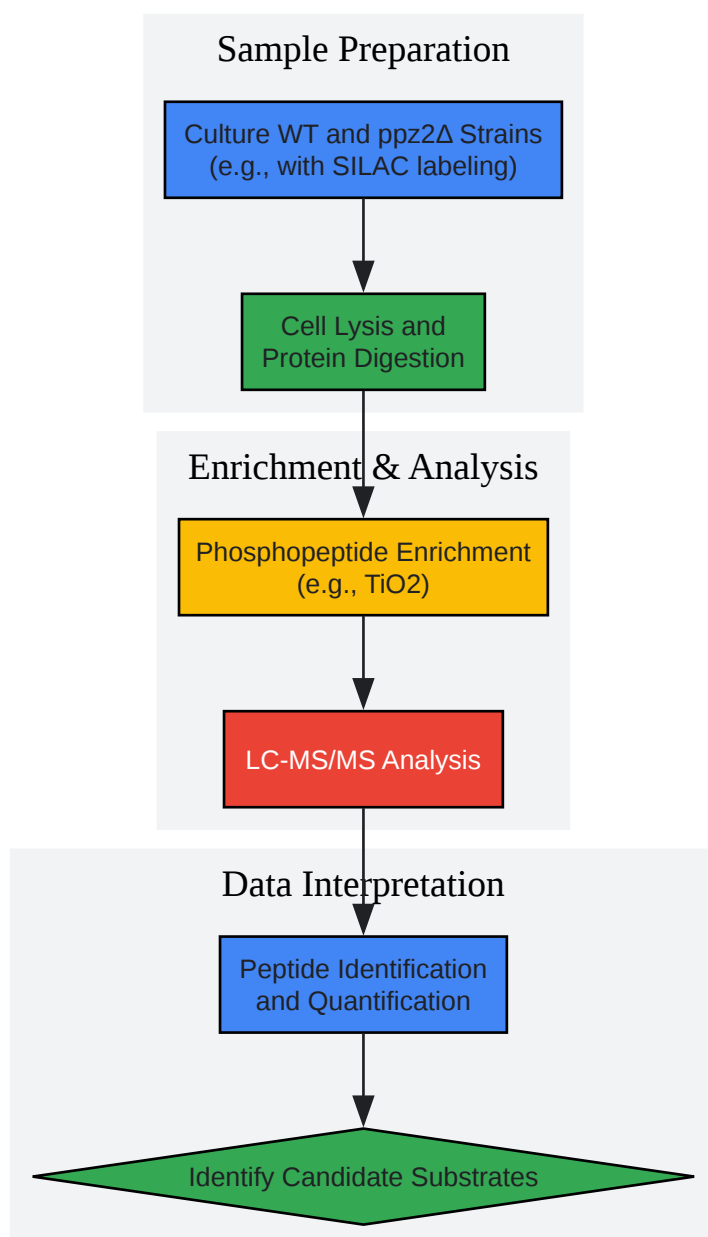 Sample Preparation
Culture WT and ppz2Δ Strains
(e.g., with SILAC labeling)
Cell Lysis and
Protein Digestion
Enrichment & Analysis
Phosphopeptide Enrichment
(e.g., TiO2)
LC-MS/MS Analysis
Data Interpretation
Peptide Identification
and Quantification
Identify Candidate Substrates